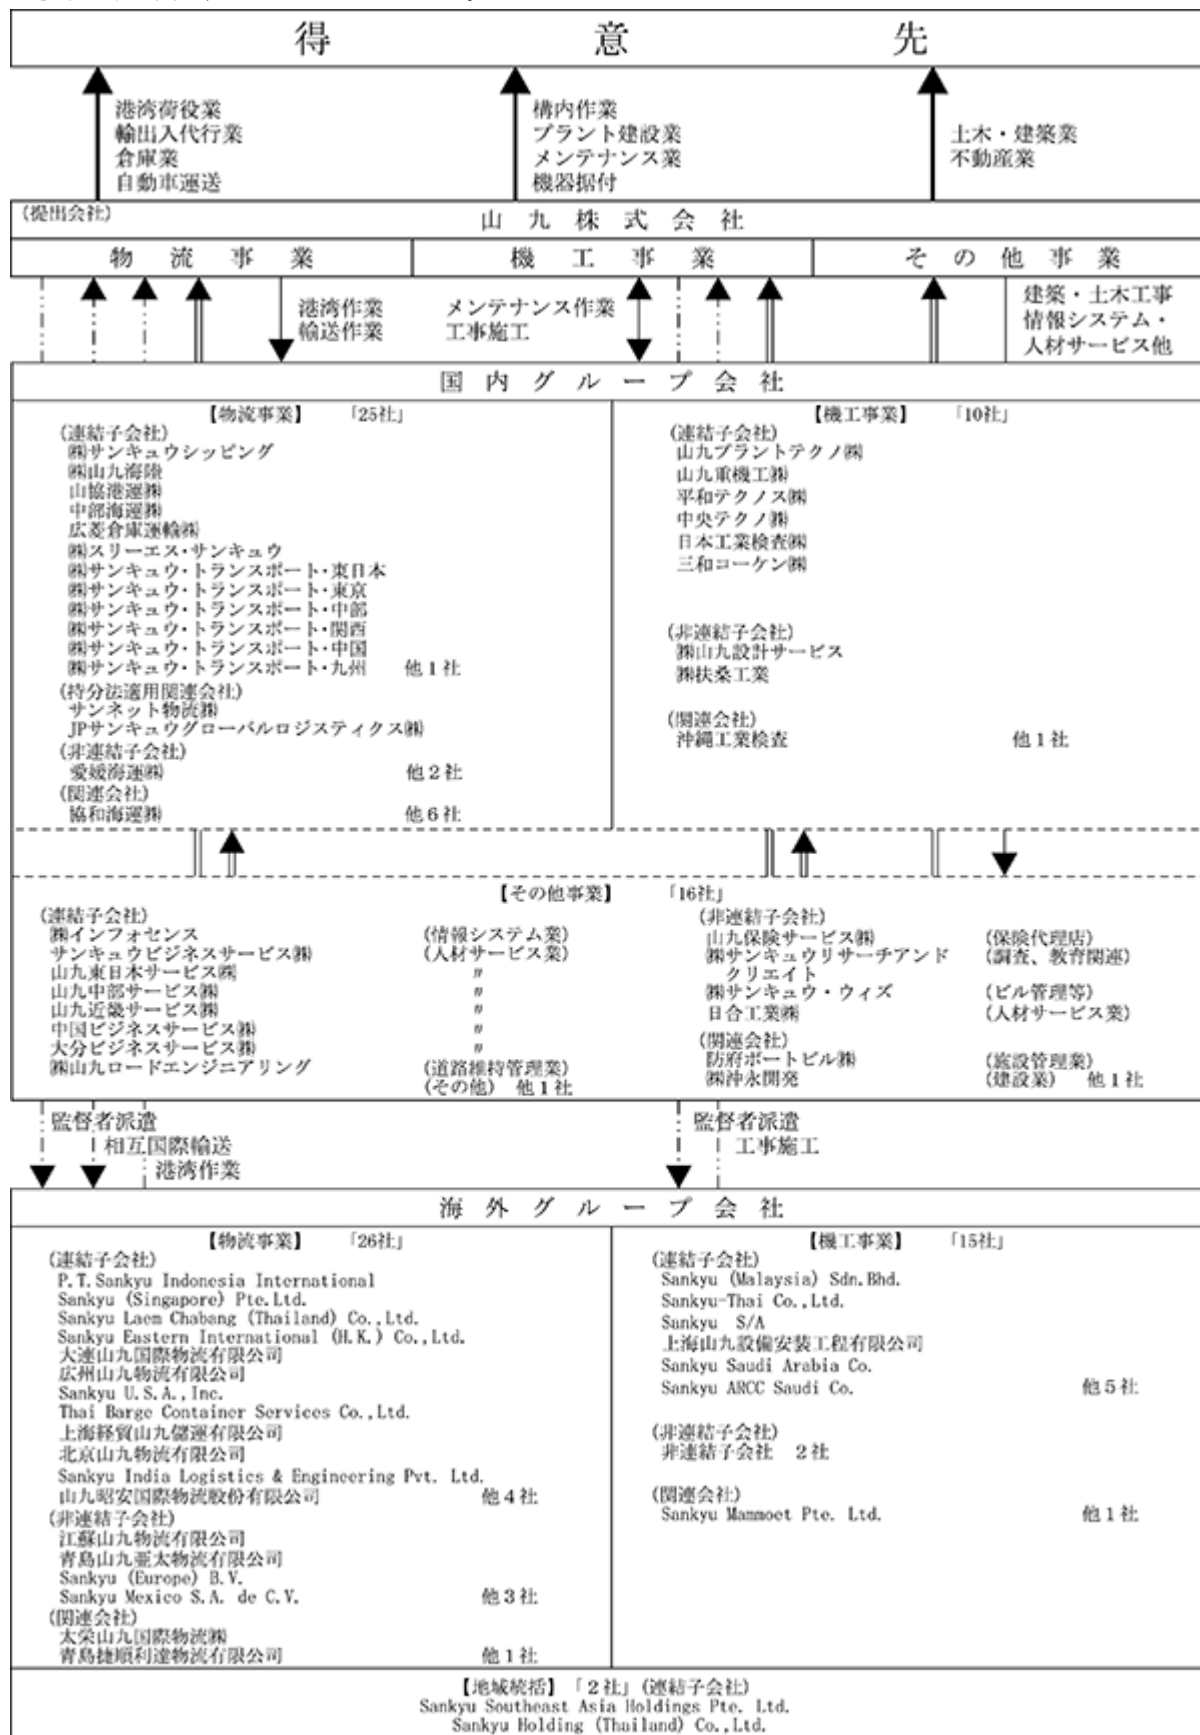 得意先
港湾荷役業
輸出入代行業
倉庫業
自動車運送
構内作業
プラント建設業
メンテナンス業
機器据付
土木・建築業
不動産業
(提出会社)
山九株式会社
物流事業
機工事業
その他事業
港湾作業
輸送作業
メンテナンス作業
工事施工
建築・土木工事
情報システム・
人材サービス他
国内グループ会社
【物流事業】 「25社」
(連結子会社)
㈱サンキュウシッピング
㈱山九海陸
山協港運㈱
中部海運㈱
広菱倉庫運輸㈱
㈱スリーエス・サンキュウ
㈱サンキュウ・トランスポート・東日本
㈱サンキュウ・トランスポート・東京
㈱サンキュウ・トランスポート・中部
㈱サンキュウ・トランスポート・関西
㈱サンキュウ・トランスポート・中国
㈱サンキュウ・トランスポート・九州 他1社
(持分法適用関連会社)
サンネット物流㈱
JPサンキュウグローバルロジスティクス㈱
(非連結子会社)
愛媛海運㈱ 他2社
(関連会社)
協和海運㈱ 他6社
【機工事業】 「10社」
(連結子会社)
山九プラントテクノ㈱
山九重機工㈱
平和テクノス㈱
中央テクノ㈱
日本工業検査㈱
三和コーケン㈱
(非連結子会社)
㈱山九設計サービス
㈱扶桑工業
(関連会社)
沖縄工業検査 他1社
【その他事業】 「16社」
(連結子会社)
㈱インフォセンス (情報システム業)
サンキュウビジネスサービス㈱ (人材サービス業)
山九東日本サービス㈱ 〃
山九中部サービス㈱ 〃
山九近畿サービス㈱ 〃
中国ビジネスサービス㈱ 〃
大分ビジネスサービス㈱ 〃
㈱山九ロードエンジニアリング (道路維持管理業)
(その他) 他1社
(非連結子会社)
山九保険サービス㈱ (保険代理店)
㈱サンキュウリサーチアンド (調査、教育関連)
クリエイト
㈱サンキュウ・ウィズ (ビル管理等)
日合工業㈱ (人材サービス業)
(関連会社)
防府ポートビル㈱ (施設管理業)
㈱沖永開発 (建設業) 他1社
監督者派遣
相互国際輸送
港湾作業
監督者派遣
工事施工
海外グループ会社
【物流事業】 「26社」
(連結子会社)
P.T.Sankyu Indonesia International
Sankyu (Singapore) Pte.Ltd.
Sankyu Laem Chabang (Thailand) Co.,Ltd.
Sankyu Eastern International (H.K.) Co.,Ltd.
大連山九国際物流有限公司
広州山九物流有限公司
Sankyu U.S.A.,Inc.
Thai Barge Container Services Co.,Ltd.
上海経貿山九儲運有限公司
北京山九物流有限公司
Sankyu India Logistics & Engineering Pvt. Ltd.
山九昭安国際物流股份有限公司 他4社
(非連結子会社)
江蘇山九物流有限公司
青島山九亜太物流有限公司
Sankyu (Europe) B.V.
Sankyu Mexico S.A. de C.V. 他3社
(関連会社)
太栄山九国際物流㈱
青島捷順利達物流有限公司 他1社
【機工事業】 「15社」
(連結子会社)
Sankyu (Malaysia) Sdn.Bhd.
Sankyu-Thai Co.,Ltd.
Sankyu S/A
上海山九設備安装工程有限公司
Sankyu Saudi Arabia Co.
Sankyu ARCC Saudi Co. 他5社
(非連結子会社)
非連結子会社 2社
(関連会社)
Sankyu Mammoet Pte. Ltd. 他1社
【地域統括】「2社」(連結子会社)
Sankyu Southeast Asia Holdings Pte. Ltd.
Sankyu Holding (Thailand) Co.,Ltd.